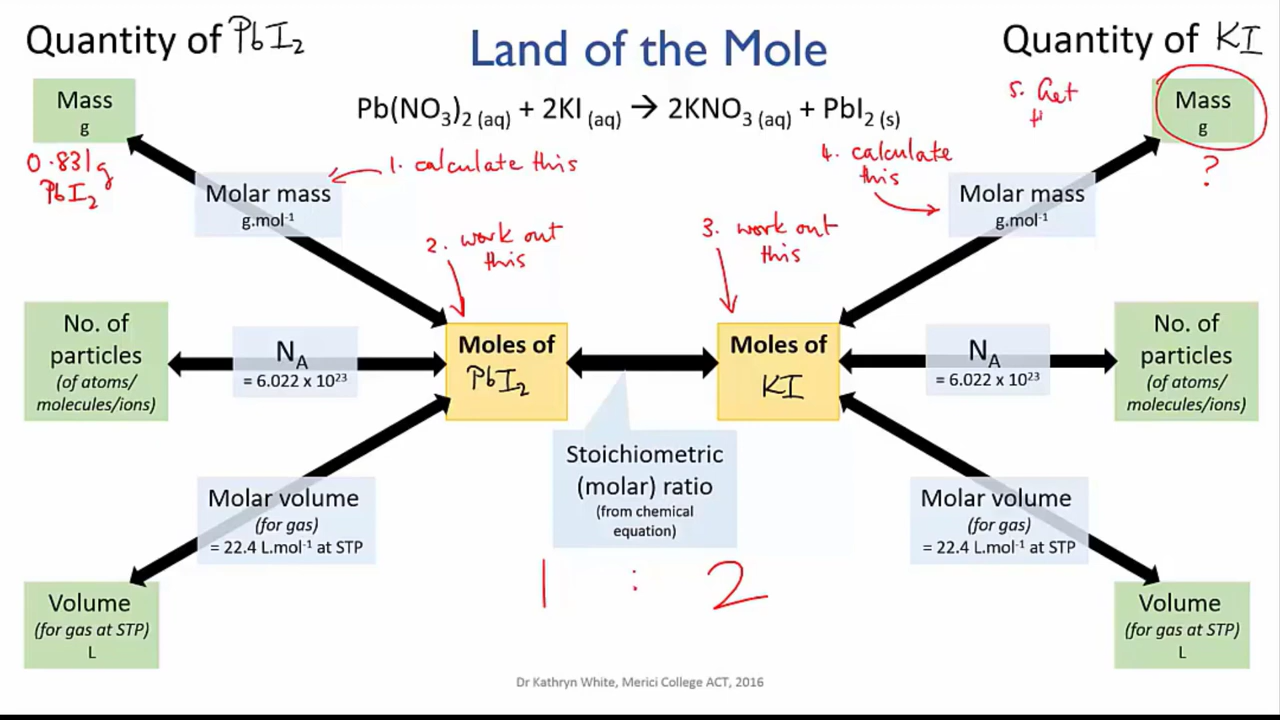 Quantity of PbI₂
Land of the Mole
Quantity of KI
Pb(NO₃)₂ (aq) + 2KI (aq) → 2KNO₃ (aq) + PbI₂ (s)
Mass
g
0.831g
PbI₂
1. calculate this
Molar mass
g.mol⁻¹
2. work out
this
3. work out
this
4. calculate
this
5. Get
Mass
g
?
Molar mass
g.mol⁻¹
No. of
particles
(of atoms/
molecules/ions)
N_A
= 6.022 x 10²³
Moles of
PbI₂
Moles of
KI
N_A
= 6.022 x 10²³
No. of
particles
(of atoms/
molecules/ions)
Stoichiometric
(molar) ratio
(from chemical
equation)
1 : 2
Molar volume
(for gas)
= 22.4 L.mol⁻¹ at STP
Molar volume
(for gas)
= 22.4 L.mol⁻¹ at STP
Volume
(for gas at STP)
L
Volume
(for gas at STP)
L
Dr Kathryn White, Merici College ACT, 2016